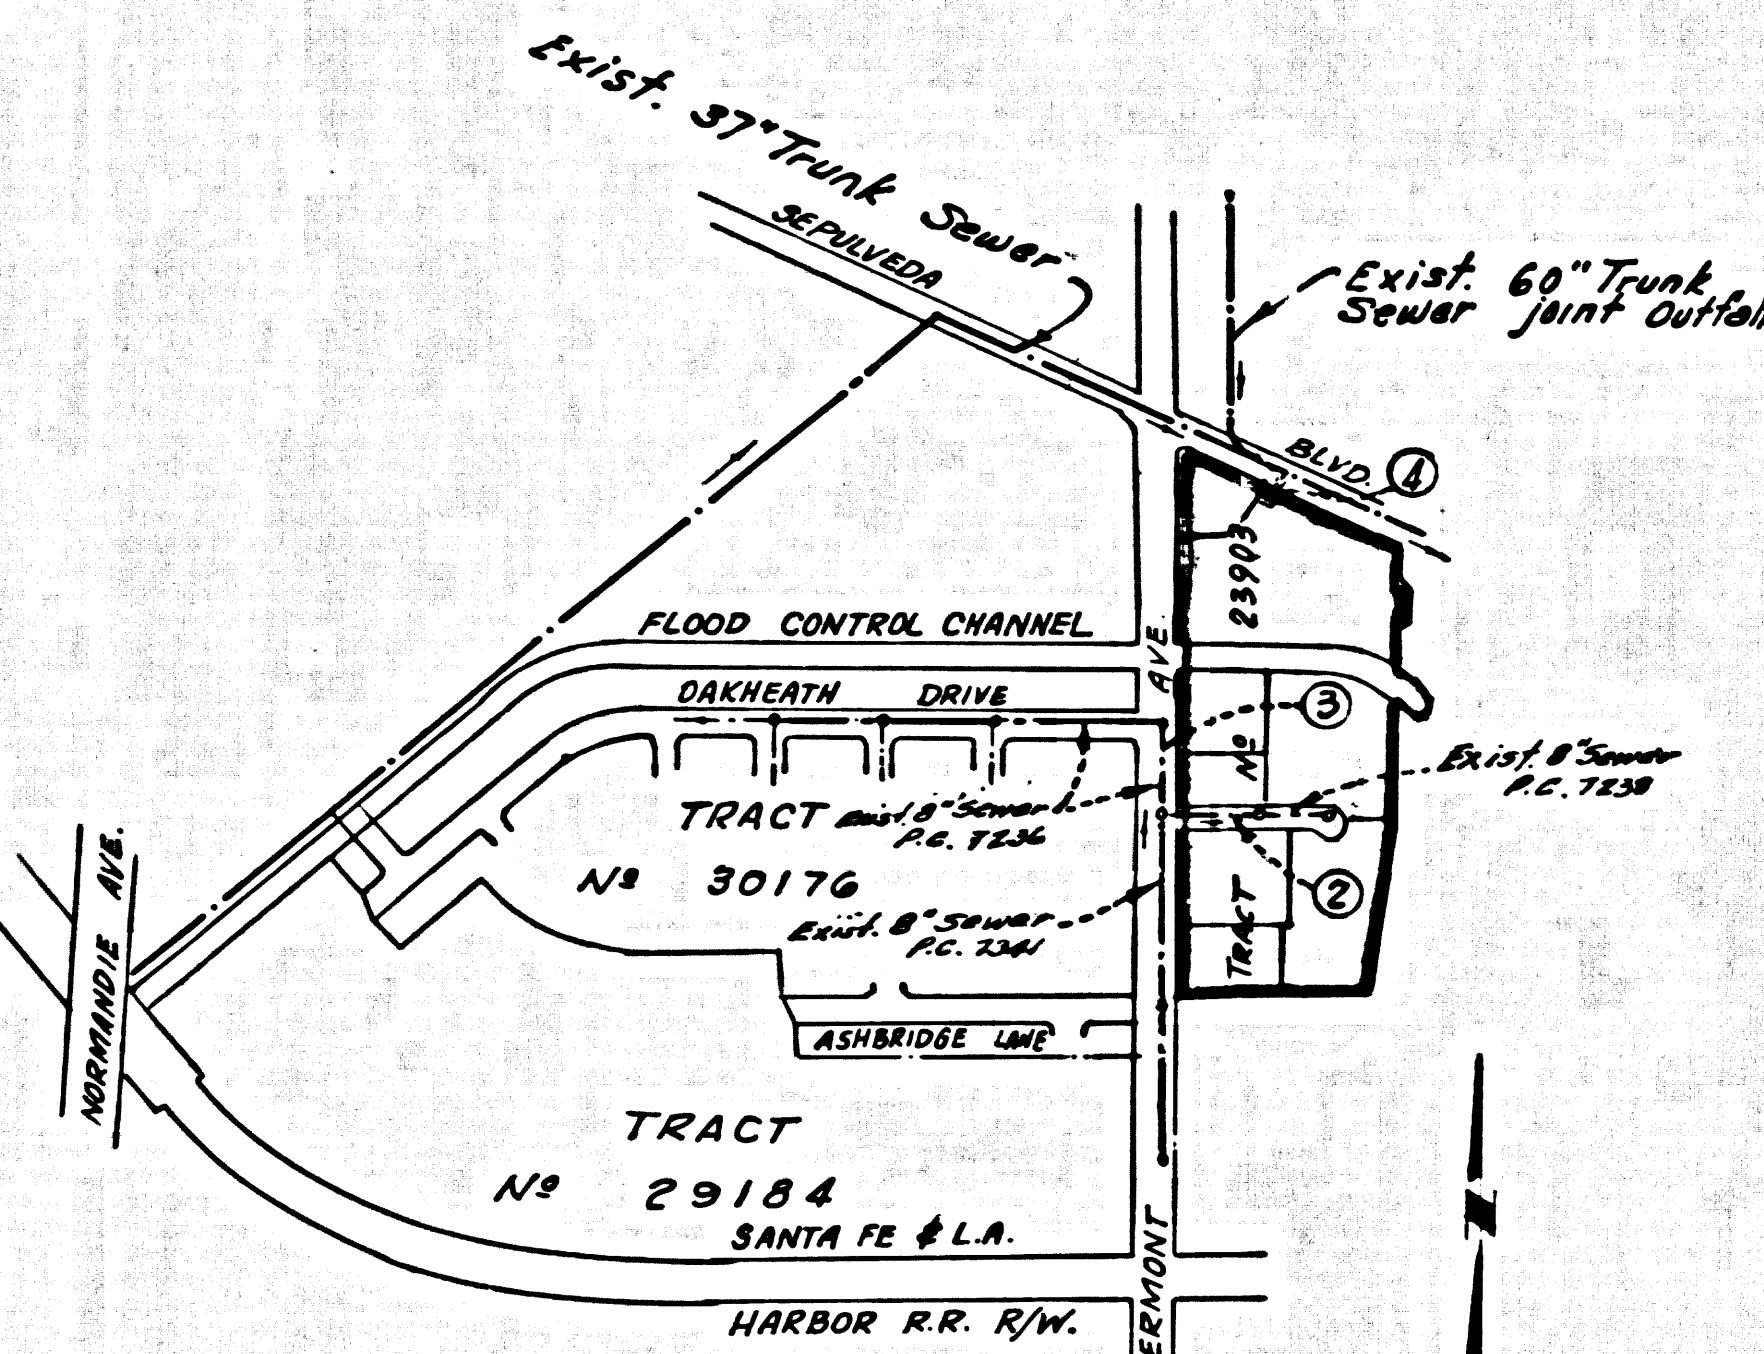 Exist. 37" Trunk Sewer
SEPULVEDA
BLVD.
Exist. 60" Trunk
Sewer joint Outfall
4
23903
FLOOD CONTROL CHANNEL
AVE.
OAKHEATH DRIVE
3
Nº
Exist. 8" Sewer
P.C. 7238
TRACT
Exist. 8" Sewer
P.C. 7236
Nº 30176
2
TRACT
Exist. 8" Sewer
P.C.
NORMANDIE AVE.
ASHBRIDGE LANE
TRACT
Nº 29184
SANTA FE & L.A.
HARBOR R.R. R/W.
ERMONT
N